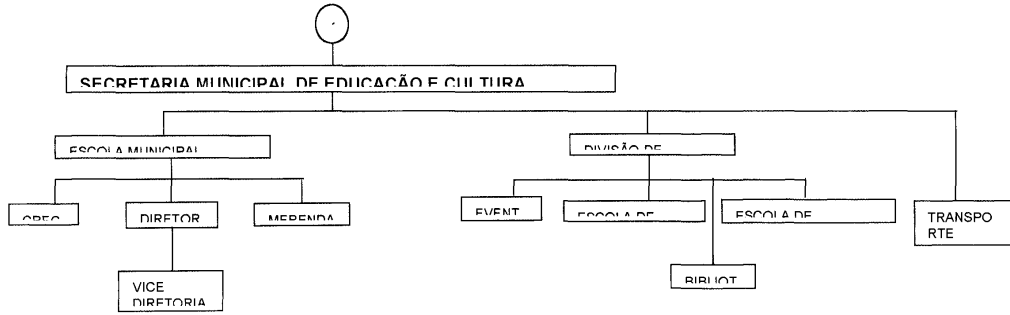 SECRETARIA MUNICIPAL DE EDUCAÇÃO E CULTURA
ESCOLA MUNICIPAL
DIVISÃO DE
CREC
DIRETOR
MERENDA
EVENT
ESCOLA DE
ESCOLA DE
TRANSPO
RTE
BIBLIOT
VICE
DIRETORIA